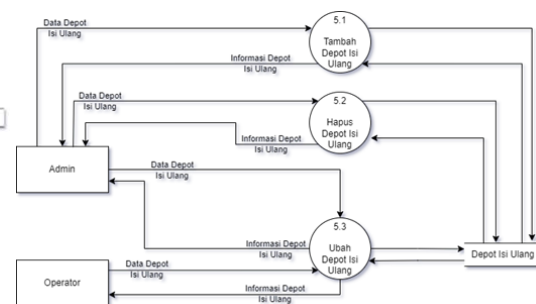 Data Depot
Isi Ulang
5.1
Tambah
Depot Isi
Ulang
Informasi Depot
Isi Ulang
Data Depot
Isi Ulang
5.2
Hapus
Depot Isi
Ulang
Informasi Depot
Isi Ulang
Admin
Data Depot
Isi Ulang
5.3
Ubah
Depot Isi
Ulang
Informasi Depot
Isi Ulang
Depot Isi Ulang
Data Depot
Isi Ulang
Operator
Informasi Depot
Isi Ulang